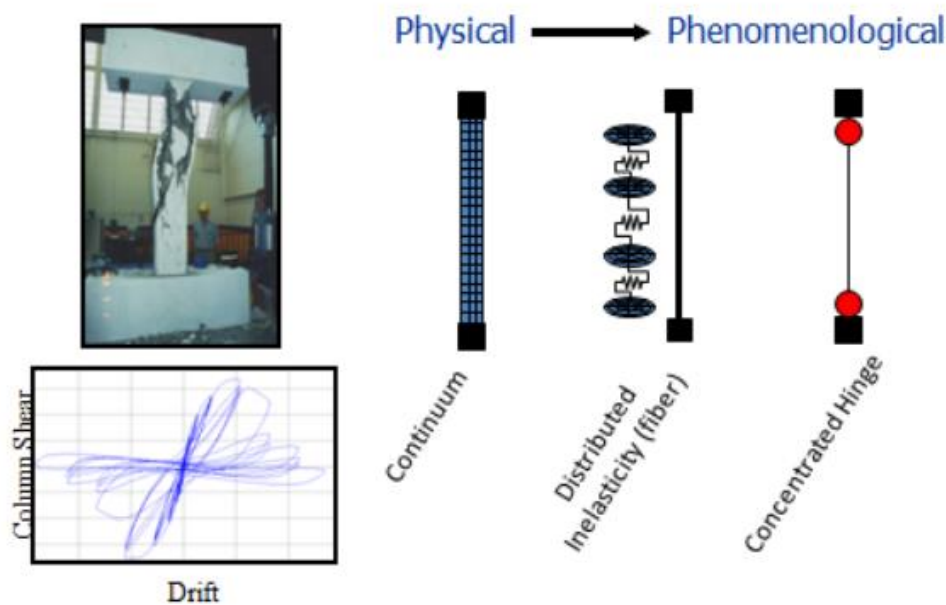 Physical
Phenomenological
Column Shear
Drift
Continuum
Distributed
Inelasticity (fiber)
Concentrated Hinge